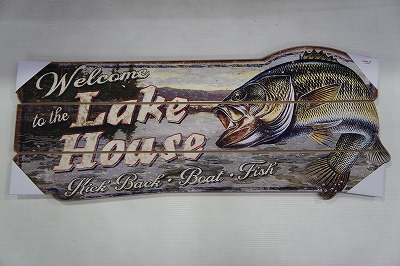 Welcome
to the Lake
House
Kick Back • Boat • Fish